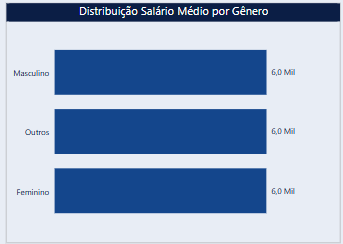 Distribuição Salário Médio por Gênero
Masculino 6,0 Mil
Outros 6,0 Mil
Feminino 6,0 Mil